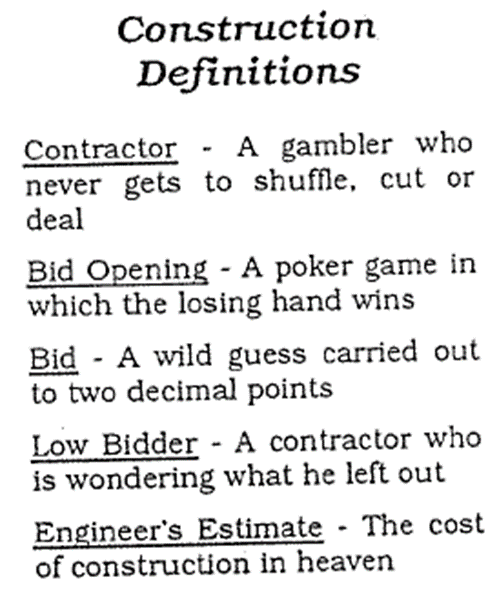 Construction
Definitions
Contractor - A gambler who
never gets to shuffle, cut or
deal
Bid Opening - A poker game in
which the losing hand wins
Bid - A wild guess carried out
to two decimal points
Low Bidder - A contractor who
is wondering what he left out
Engineer's Estimate - The cost
of construction in heaven